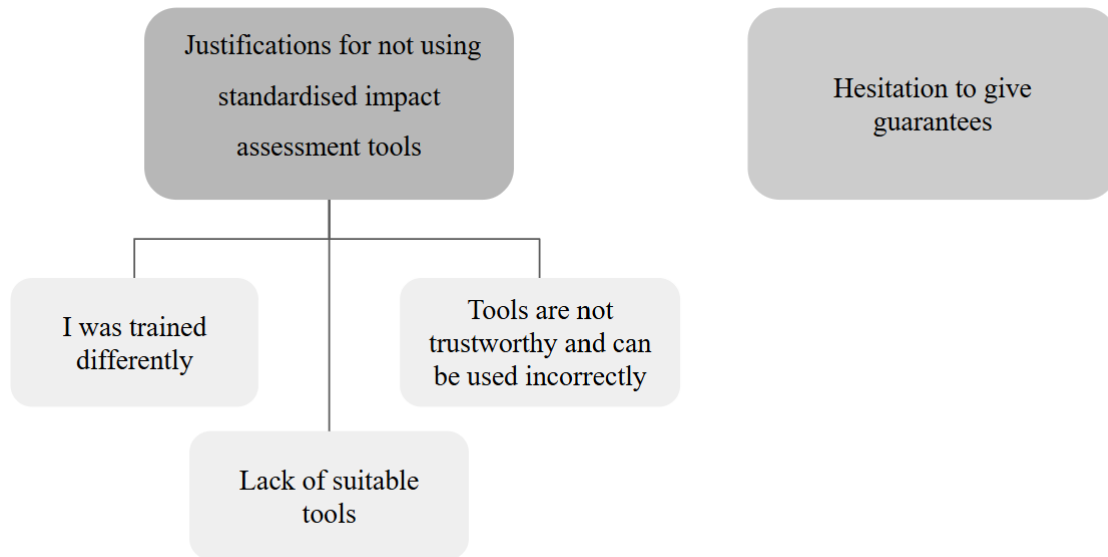 Justifications for not using
standardised impact
assessment tools
Hesitation to give
guarantees
I was trained
differently
Tools are not
trustworthy and can
be used incorrectly
Lack of suitable
tools